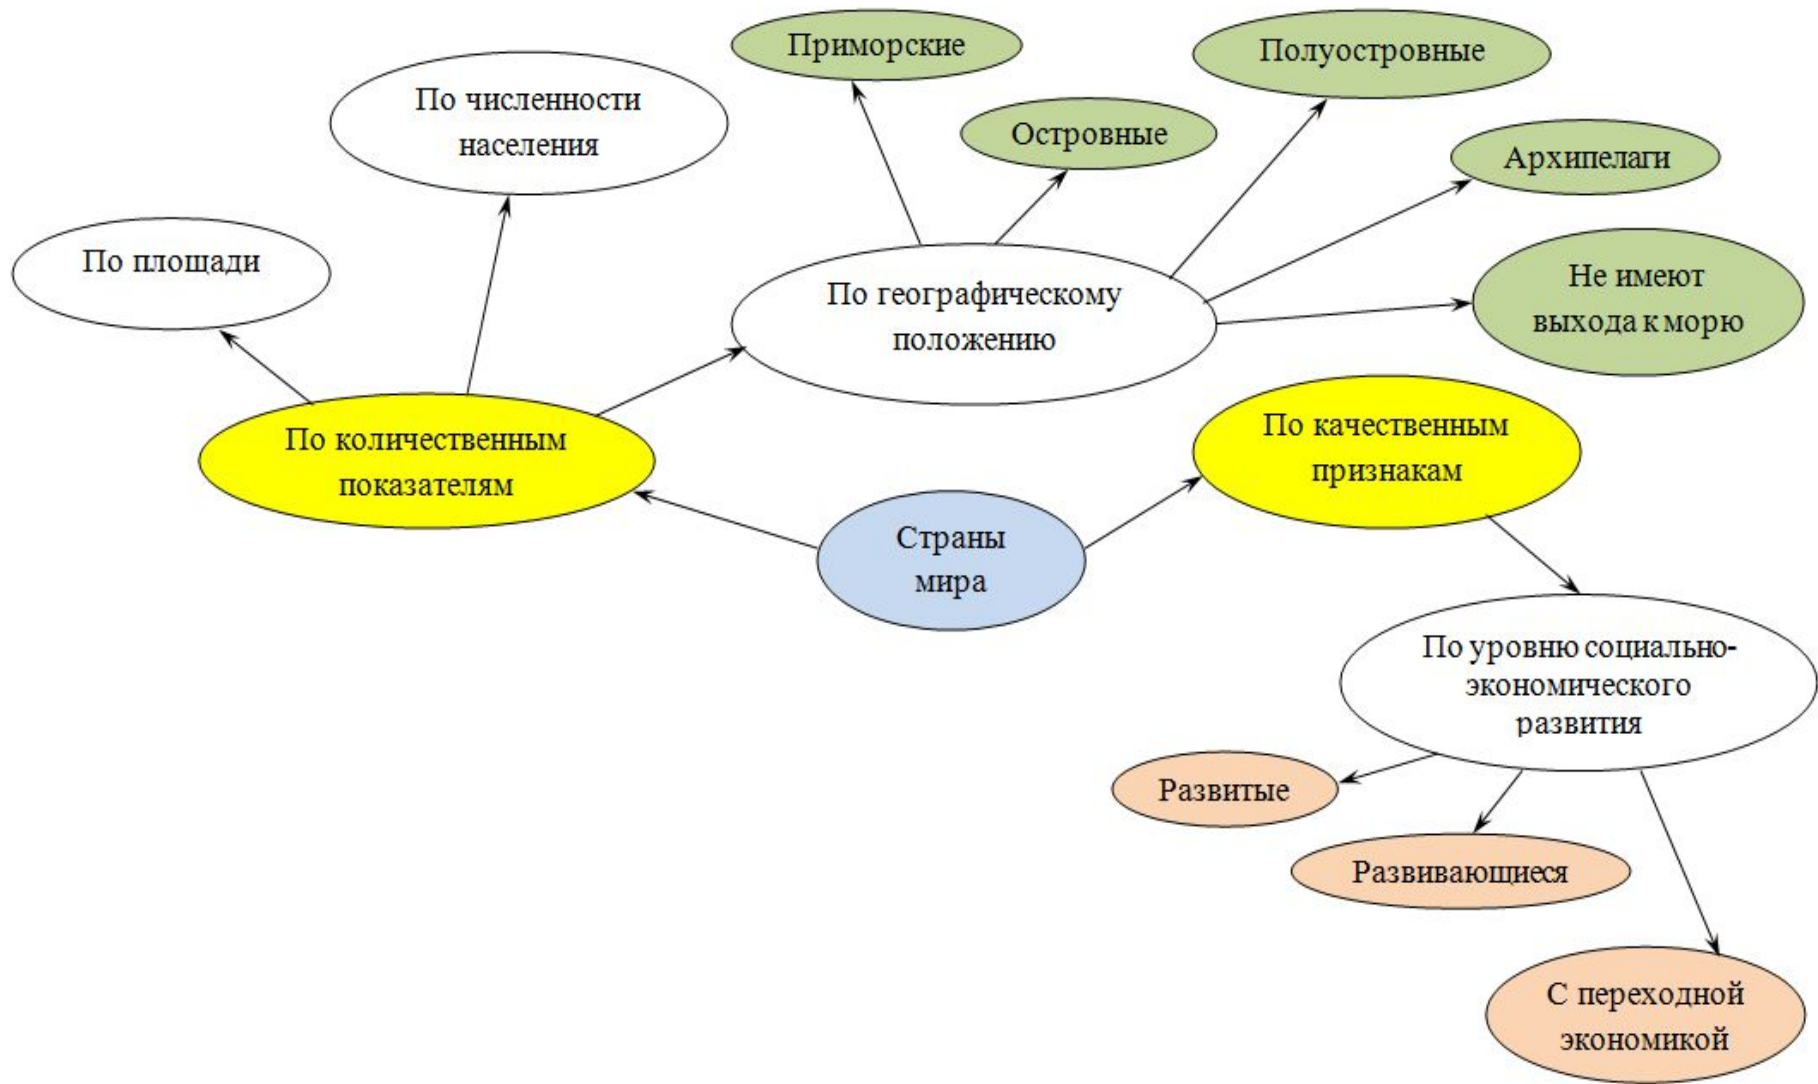 Приморские
Полуостровные
По численности
населения
Островные
Архипелаги
По площади
По географическому
положению
Не имеют
выхода к морю
По количественным
показателям
По качественным
признакам
Страны
мира
По уровню социально-
экономического
развития
Развитые
Развивающиеся
С переходной
экономикой